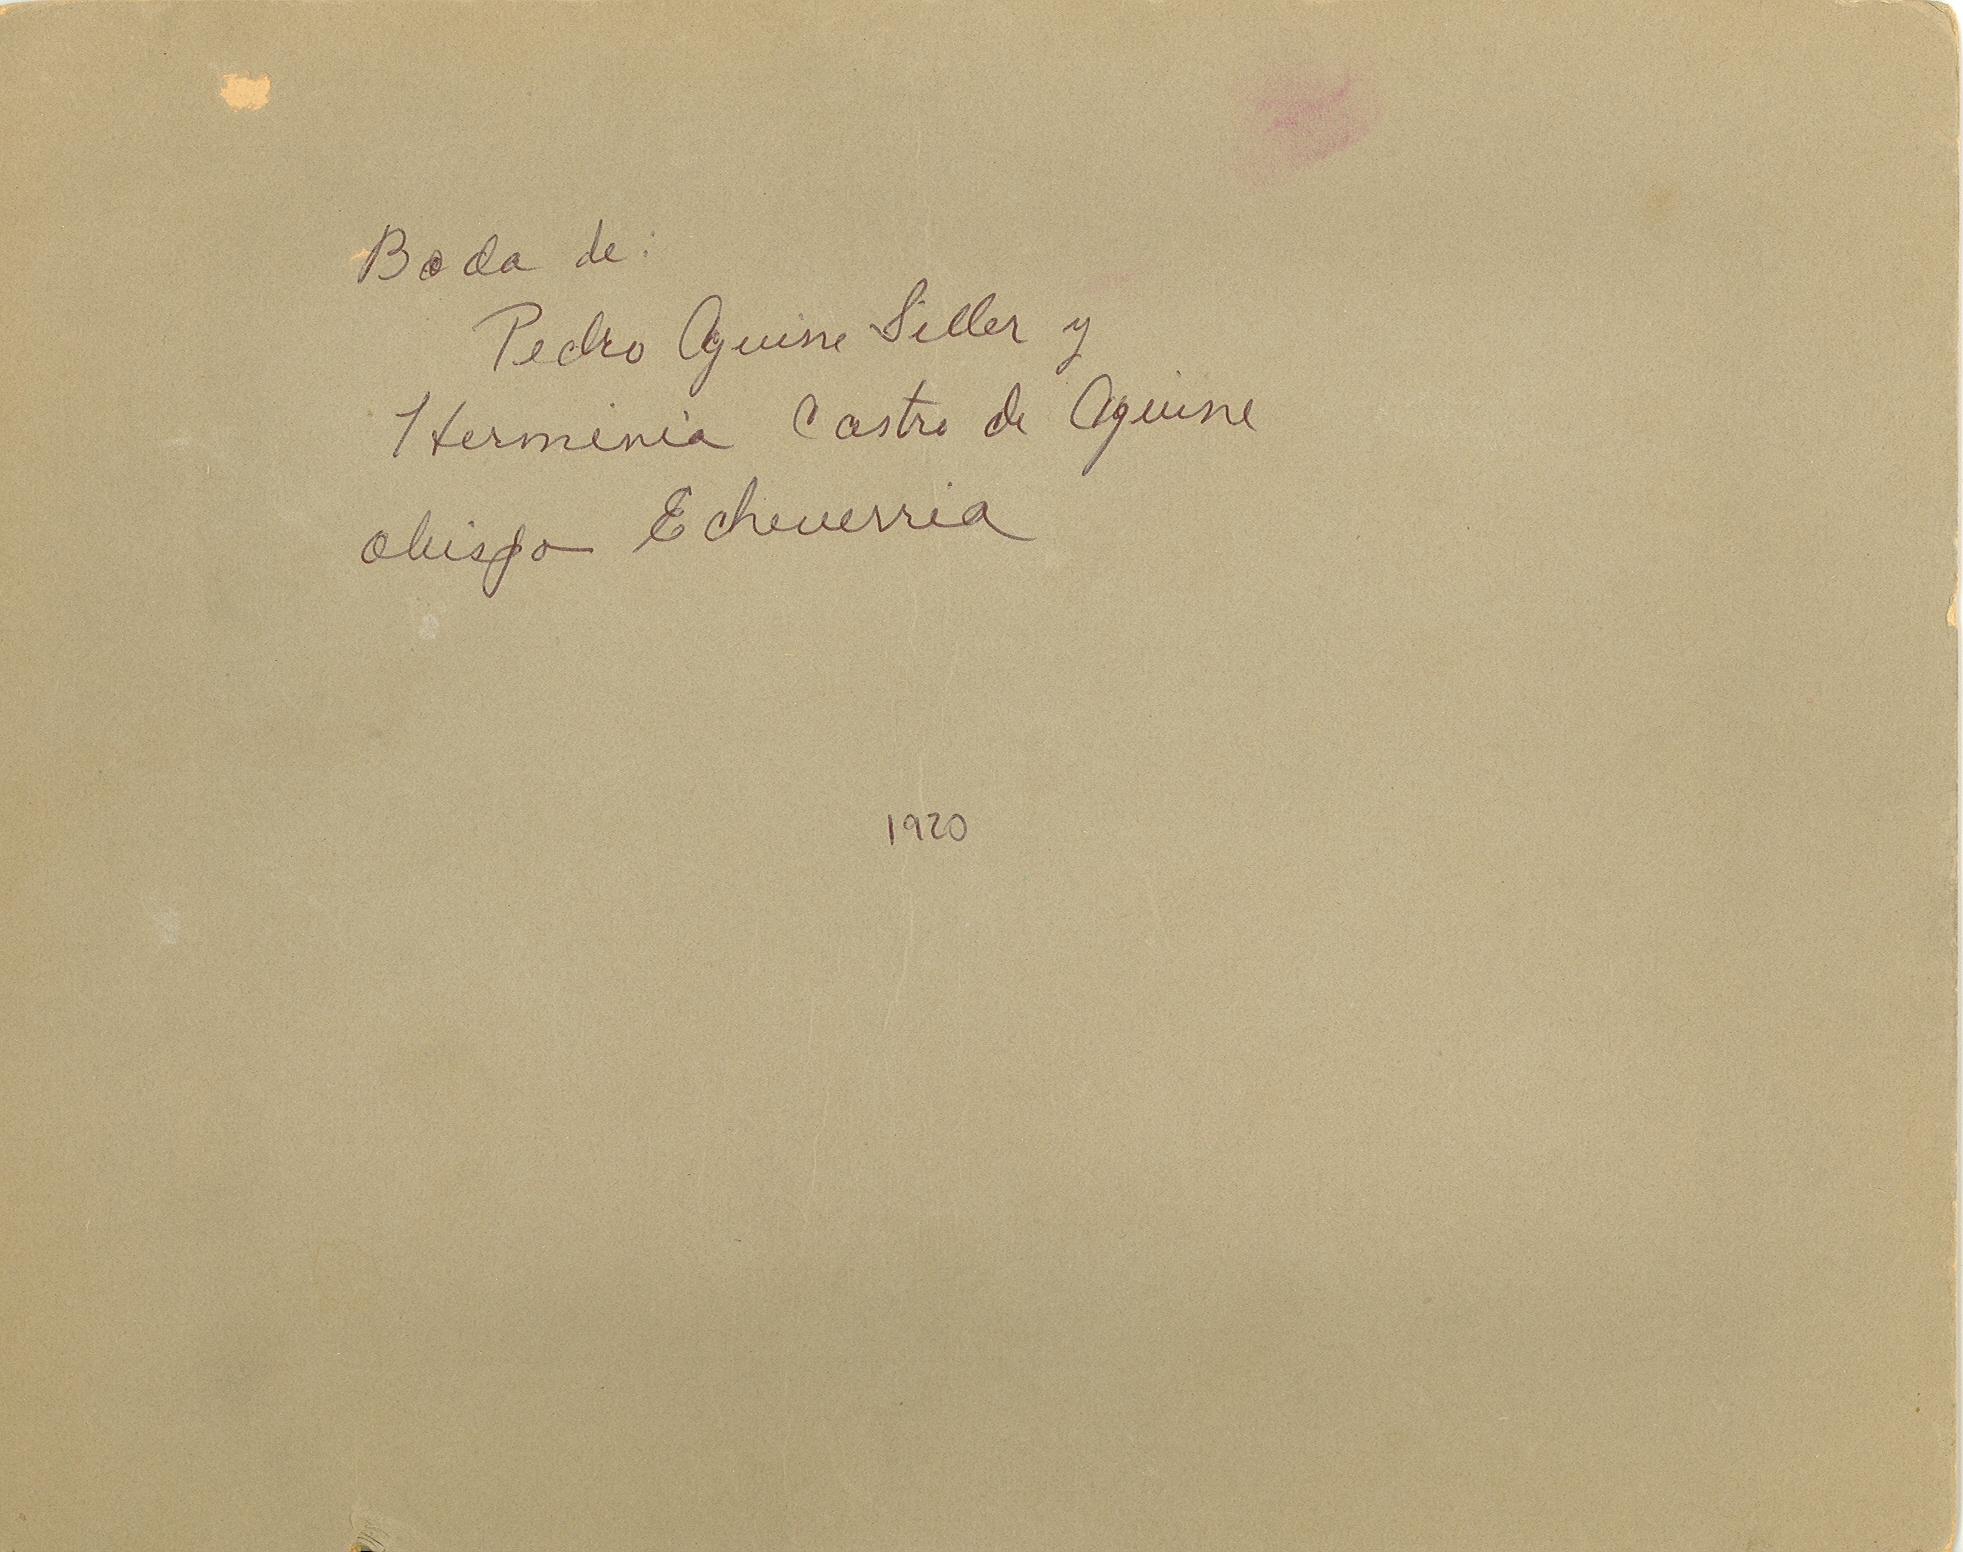 Boda de:
Pedro Aguirre Siller y
Herminia Castro de Aguirre
Obispo Echeverria
1920